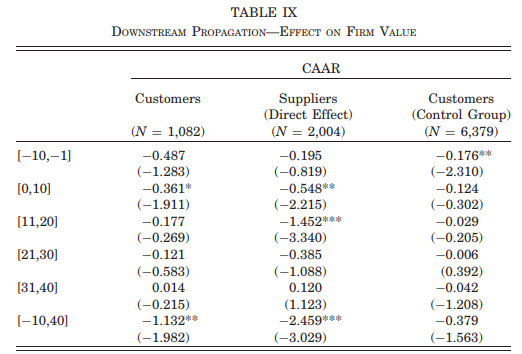 TABLE IX
DOWNSTREAM PROPAGATION—EFFECT ON FIRM VALUE
CAAR
Customers Suppliers Customers
(Direct Effect) (Control Group)
(N = 1,082) (N = 2,004) (N = 6,379)
[−10,−1] −0.487 −0.195 −0.176**
(−1.283) (−0.819) (−2.310)
[0,10] −0.361* −0.548** −0.124
(−1.911) (−2.215) (−0.302)
[11,20] −0.177 −1.452*** −0.029
(−0.269) (−3.340) (−0.205)
[21,30] −0.121 −0.385 −0.006
(−0.583) (−1.088) (0.392)
[31,40] 0.014 0.120 −0.042
(−0.215) (1.123) (−1.208)
[−10,40] −1.132** −2.459*** −0.379
(−1.982) (−3.029) (−1.563)